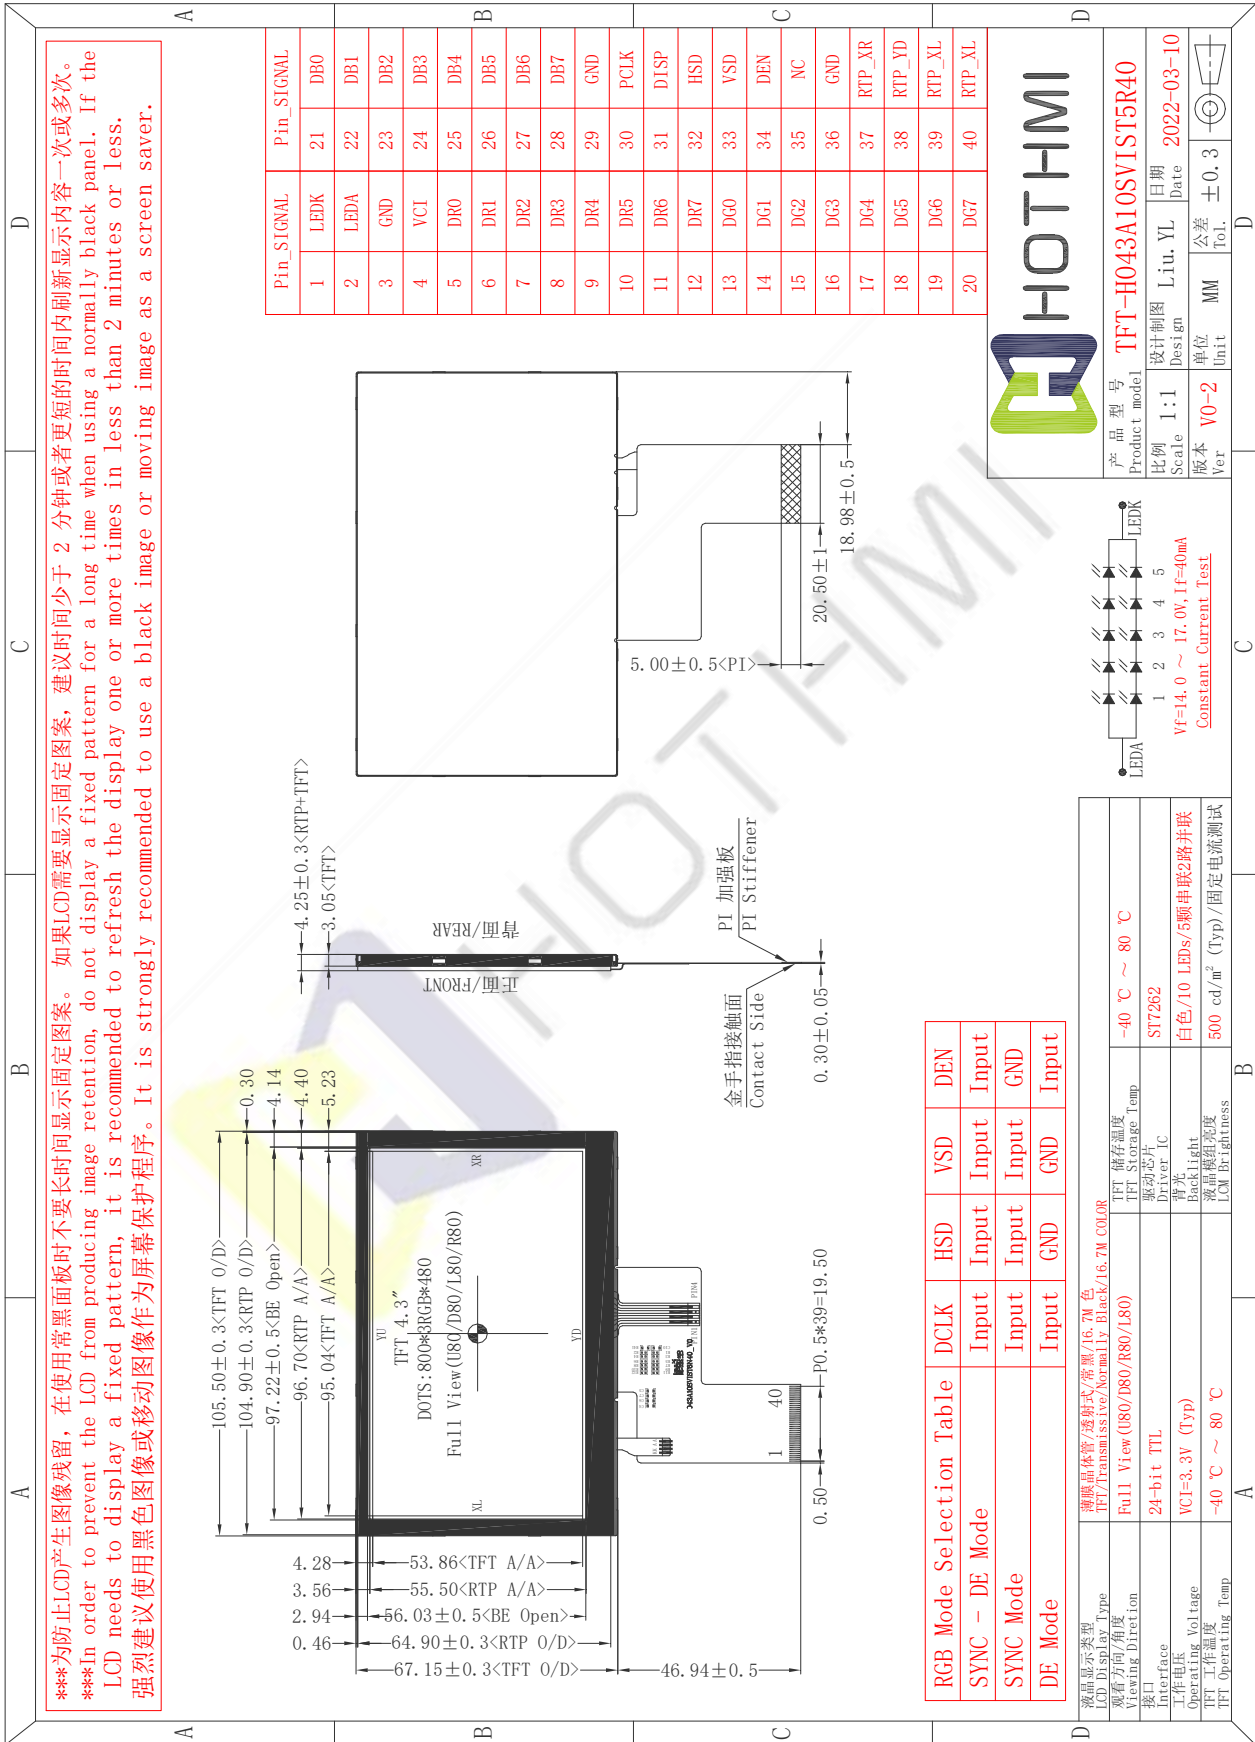 ***为防止LCD产生图像残留，在使用常黑面板时不要长时间显示固定图案。 如果LCD需要显示固定图案，建议时间少于 2 分钟或者更短的时间内刷新显示内容一次或多次。
***In order to prevent the LCD from producing image retention, do not display a fixed pattern for a long time when using a normally black panel. If the
LCD needs to display a fixed pattern, it is recommended to refresh the display one or more times in less than 2 minutes or less.
强烈建议使用黑色图像或移动图像作为屏幕保护程序。It is strongly recommended to use a black image or moving image as a screen saver.
A B C D
A B C D
A B C D
A B C D
105.50±0.3<TFT O/D>
104.90±0.3<RTP O/D>
0.30
97.22±0.5<BE Open>
4.14
96.70<RTP A/A>
4.40
95.04<TFT A/A>
5.23
4.28
53.86<TFT A/A>
3.56
55.50<RTP A/A>
2.94
56.03±0.5<BE Open>
0.46
64.90±0.3<RTP O/D>
67.15±0.3<TFT O/D>
46.94±0.5
YU
XL
XR
YD
TFT 4.3"
DOTS:800*3RGB*480
Full View(U80/D80/L80/R80)
PIN1
PIN4
1 40
0.50
P0.5*39=19.50
4.25±0.3<RTP+TFT>
3.05<TFT>
背面/REAR
正面/FRONT
PI 加强板
PI Stiffener
金手指接触面
Contact Side
0.30±0.05
5.00±0.5<PI>
20.50±1
18.98±0.5
Pin_SIGNAL Pin_SIGNAL
1 LEDK 21 DB0
2 LEDA 22 DB1
3 GND 23 DB2
4 VCI 24 DB3
5 DR0 25 DB4
6 DR1 26 DB5
7 DR2 27 DB6
8 DR3 28 DB7
9 DR4 29 GND
10 DR5 30 PCLK
11 DR6 31 DISP
12 DR7 32 HSD
13 DG0 33 VSD
14 DG1 34 DEN
15 DG2 35 NC
16 DG3 36 GND
17 DG4 37 RTP_XR
18 DG5 38 RTP_YD
19 DG6 39 RTP_XL
20 DG7 40 RTP_XL
RGB Mode Selection Table DCLK HSD VSD DEN
SYNC - DE Mode Input Input Input Input
SYNC Mode Input Input Input GND
DE Mode Input GND GND Input
液晶显示类型
LCD Display Type
薄膜晶体管/透射式/常黑/16.7M 色
TFT/Transmissive/Normally Black/16.7M COLOR
观看方向/角度
Viewing Diretion
Full View(U80/D80/R80/L80)
TFT 储存温度
TFT Storage Temp
-40 ℃ ~ 80 ℃
接口
Interface
24-bit TTL
驱动芯片
Driver IC
ST7262
工作电压
Operating Voltage
VCI=3.3V (Typ)
背光
Backlight
白色/10 LEDs/5颗串联2路并联
TFT 工作温度
TFT Operating Temp
-40 ℃ ~ 80 ℃
液晶模组亮度
LCM Brightness
500 cd/m² (Typ)/固定电流测试
LEDA
LEDK
1 2 3 4 5
Vf=14.0 ~ 17.0V,If=40mA
Constant Current Test
HOTHMI
产 品 型 号
Product model
TFT-H043A10SVIST5R40
比例
Scale
1:1
设计制图
Design
Liu.YL
日期
Date
2022-03-10
版本
Ver
V0-2
单位
Unit
MM
公差
Tol.
±0.3
HOTHMI